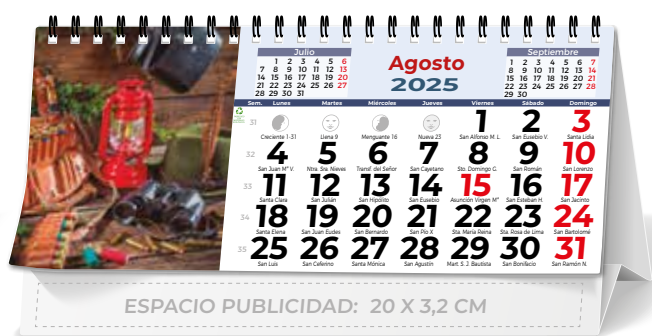 Julio
1 2 3 4 5 6
7 8 9 10 11 12 13
14 15 16 17 18 19 20
21 22 23 24 25 26 27
28 29 30 31
Agosto
2025
Septiembre
1 2 3 4 5 6 7
8 9 10 11 12 13 14
15 16 17 18 19 20 21
22 23 24 25 26 27 28
29 30
Sem. Lunes Martes Miércoles Jueves Viernes Sábado Domingo
31 1 2 3
Creciente 1-31 Llena 9 Menguante 16 Nueva 23 San Alfonso M. L. San Eusebio V. Santa Lidia
32 4 5 6 7 8 9 10
San Juan Mª V. Ntra. Sra. Nieves Transf. del Señor San Cayetano Sto. Domingo G. San Román San Lorenzo
33 11 12 13 14 15 16 17
Santa Clara San Julián San Hipólito San Eusebio Asunción Virgen Mª San Esteban H. San Jacinto
34 18 19 20 21 22 23 24
Santa Elena San Juan Eudes San Bernardo San Pío X Sta. María Reina Sta. Rosa de Lima San Bartolomé
35 25 26 27 28 29 30 31
San Luis San Ceferino Santa Mónica San Agustín Mart. S. J. Bautista San Bonifacio San Ramón N.
ESPACIO PUBLICIDAD: 20 X 3,2 CM